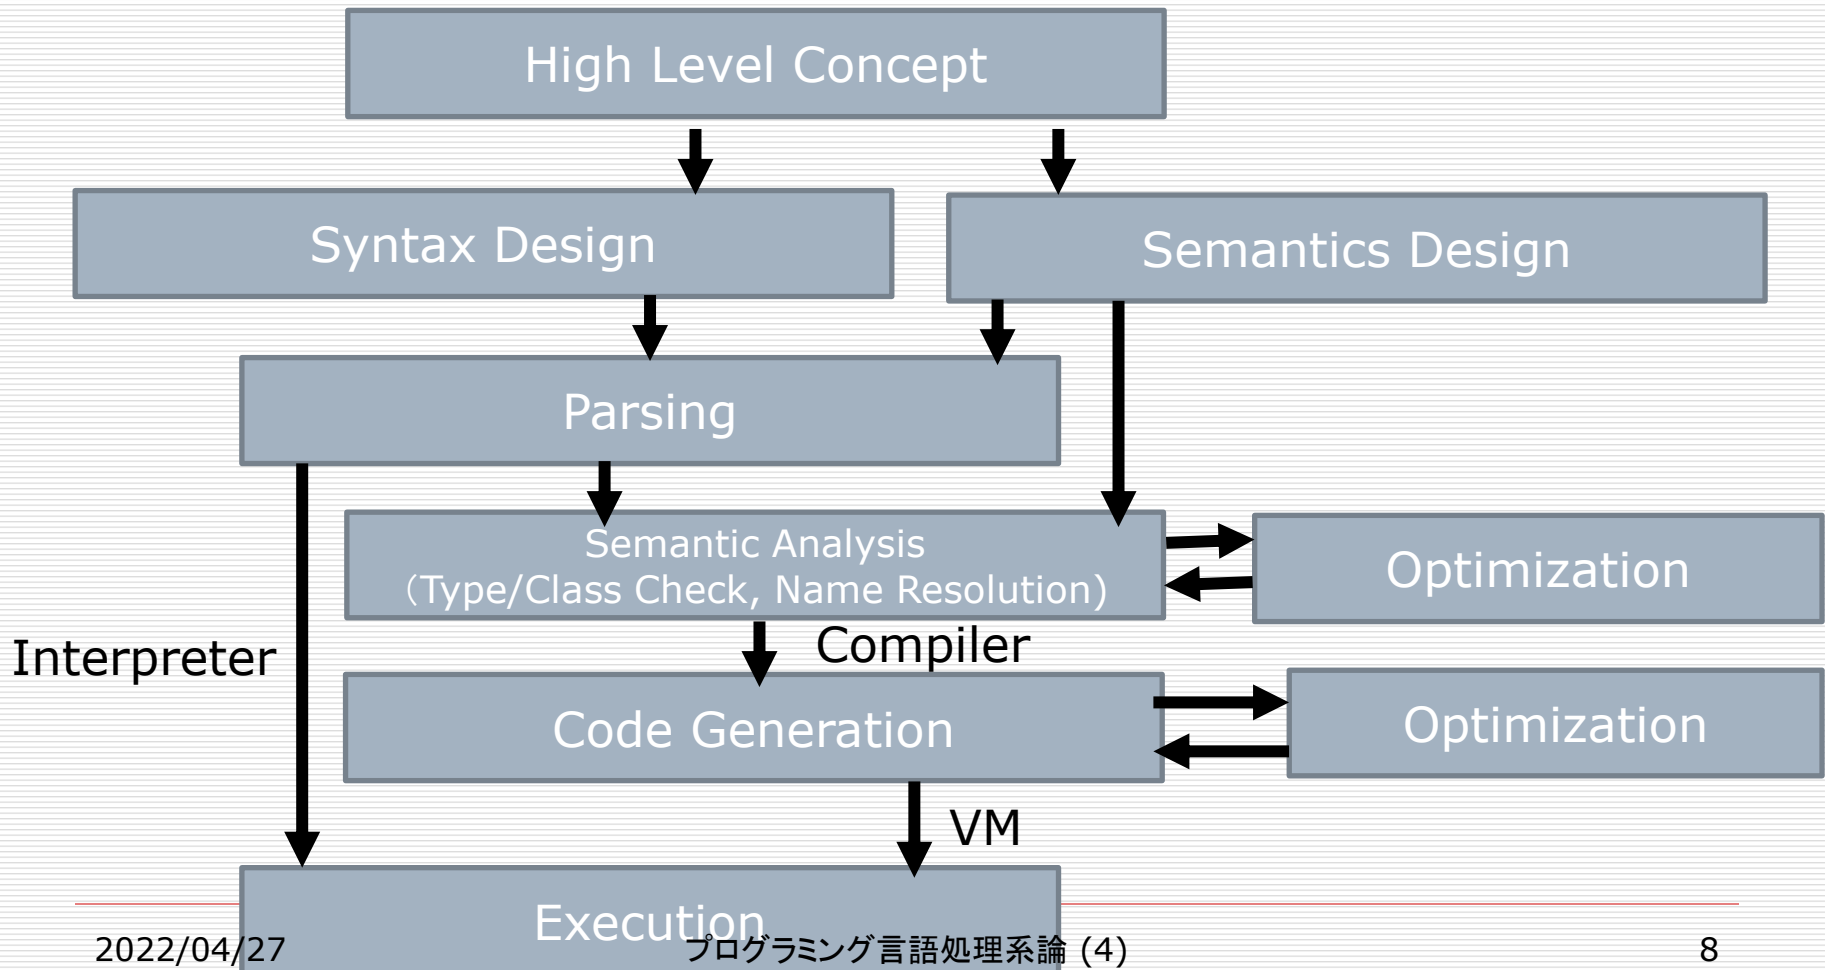 High Level Concept
Syntax Design
Semantics Design
Parsing
Semantic Analysis
（Type/Class Check, Name Resolution)
Optimization
Interpreter
Compiler
Code Generation
Optimization
VM
Execution
2022/04/27
プログラミング言語処理系論 (4)
8